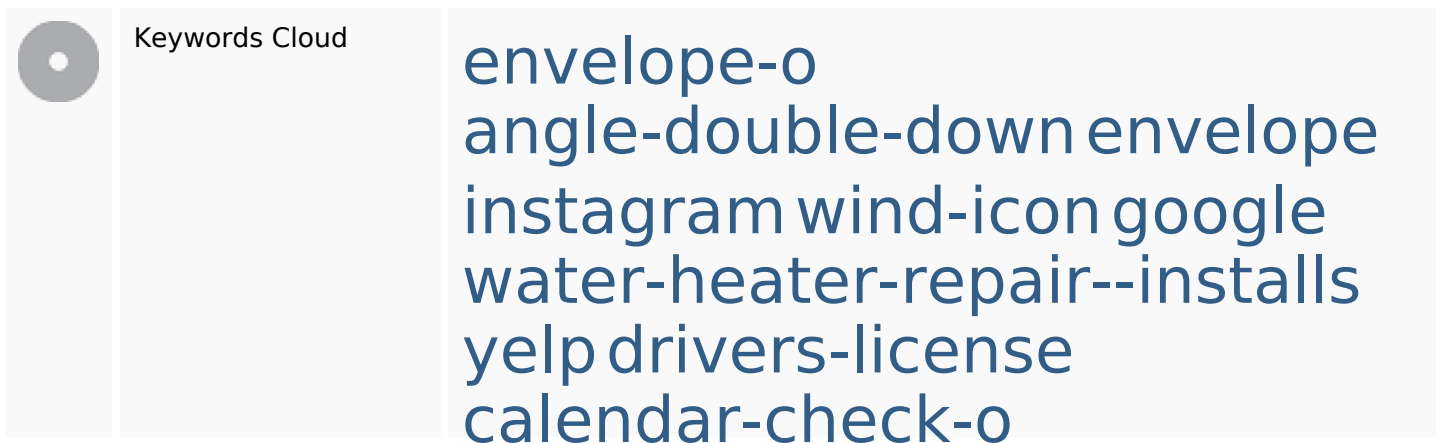 Keywords Cloud
envelope-o
angle-double-down envelope
instagram wind-icon google
water-heater-repair--installs
yelp drivers-license
calendar-check-o